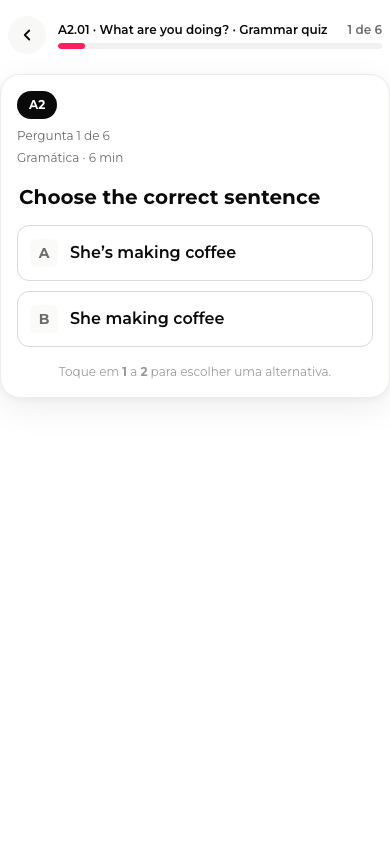 A2.01 · What are you doing? · Grammar quiz
1 de 6
A2
Pergunta 1 de 6
Gramática · 6 min
Choose the correct sentence
A She’s making coffee
B She making coffee
Toque em 1 a 2 para escolher uma alternativa.